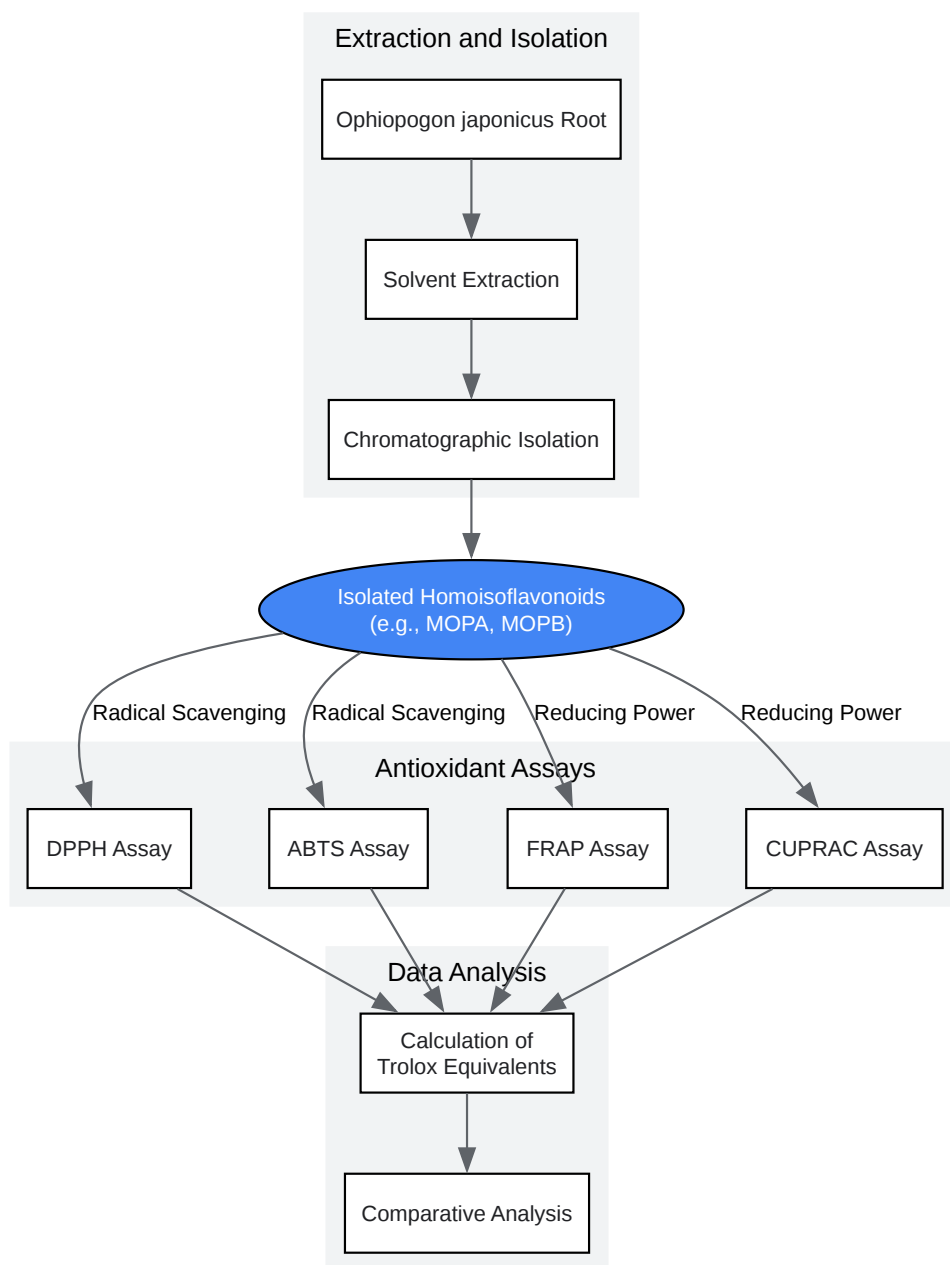 Extraction and Isolation
Ophiopogon japonicus Root
Solvent Extraction
Chromatographic Isolation
Isolated Homoisoflavonoids
(e.g., MOPA, MOPB)
Radical Scavenging
Radical Scavenging
Reducing Power
Reducing Power
Antioxidant Assays
DPPH Assay
ABTS Assay
FRAP Assay
CUPRAC Assay
Data Analysis
Calculation of
Trolox Equivalents
Comparative Analysis